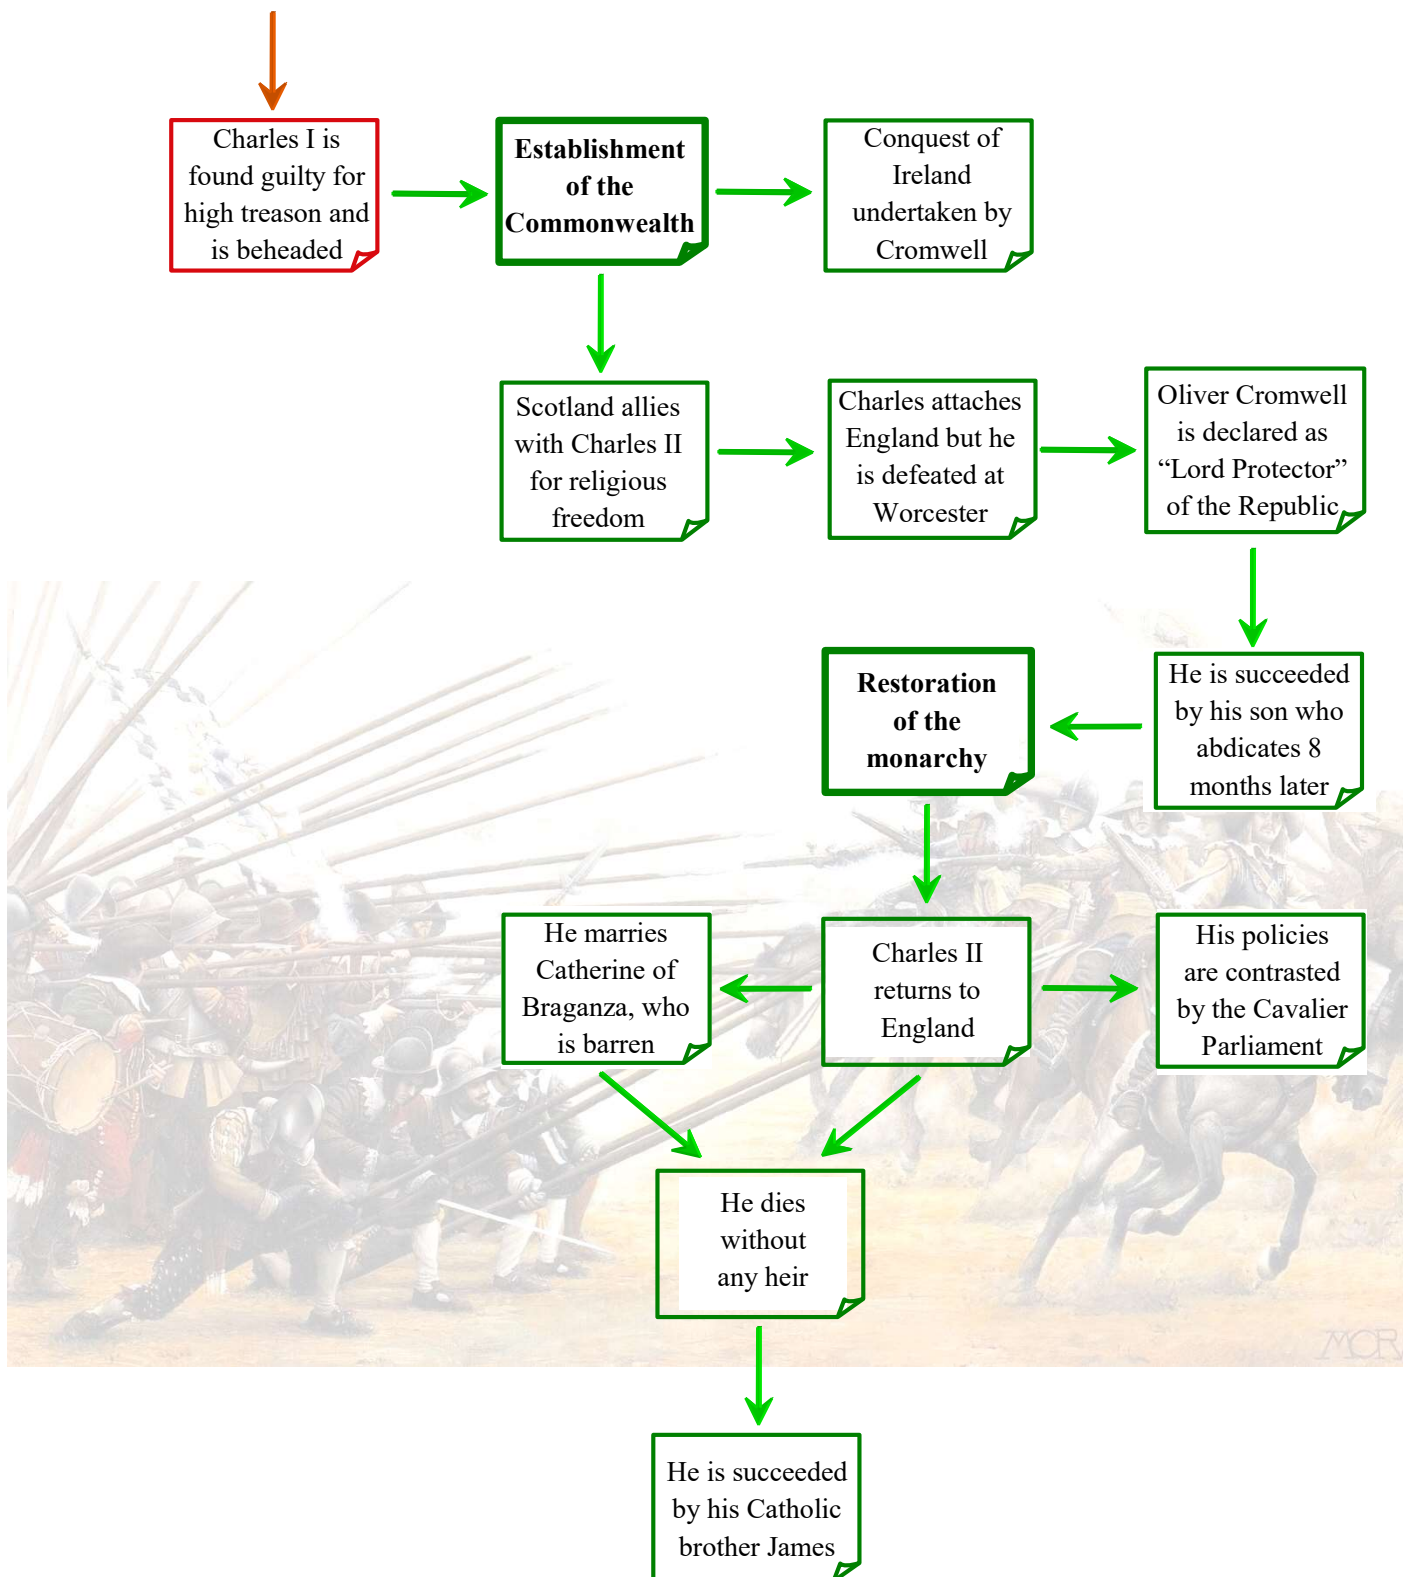 Charles I is
found guilty for
high treason and
is beheaded
Establishment
of the
Commonwealth
Conquest of
Ireland
undertaken by
Cromwell
Scotland allies
with Charles II
for religious
freedom
Charles attaches
England but he
is defeated at
Worcester
Oliver Cromwell
is declared as
“Lord Protector”
of the Republic
He is succeeded
by his son who
abdicates 8
months later
Restoration
of the
monarchy
He marries
Catherine of
Braganza, who
is barren
Charles II
returns to
England
His policies
are contrasted
by the Cavalier
Parliament
He dies
without
any heir
MCR
He is succeeded
by his Catholic
brother James